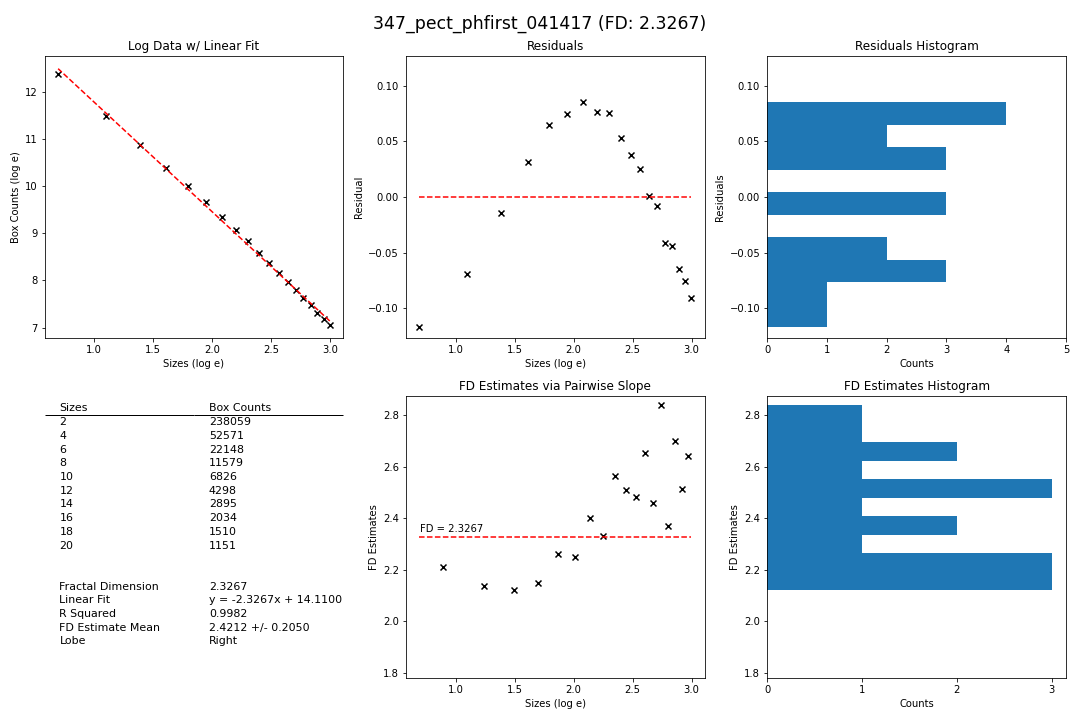 347_pect_phfirst_041417 (FD: 2.3267)
Log Data w/ Linear Fit
12
11
10
9
8
7
Box Counts (log e)
1.0 1.5 2.0 2.5 3.0
Sizes (log e)
Residuals
0.10
0.05
0.00
−0.05
−0.10
Residual
1.0 1.5 2.0 2.5 3.0
Sizes (log e)
Residuals Histogram
0.10
0.05
0.00
−0.05
−0.10
Residuals
0 1 2 3 4 5
Counts
Sizes Box Counts
2 238059
4 52571
6 22148
8 11579
10 6826
12 4298
14 2895
16 2034
18 1510
20 1151
Fractal Dimension 2.3267
Linear Fit y = -2.3267x + 14.1100
R Squared 0.9982
FD Estimate Mean 2.4212 +/- 0.2050
Lobe Right
FD Estimates via Pairwise Slope
2.8
2.6
2.4
2.2
2.0
1.8
FD Estimates
FD = 2.3267
1.0 1.5 2.0 2.5 3.0
Sizes (log e)
FD Estimates Histogram
2.8
2.6
2.4
2.2
2.0
1.8
FD Estimates
0 1 2 3
Counts